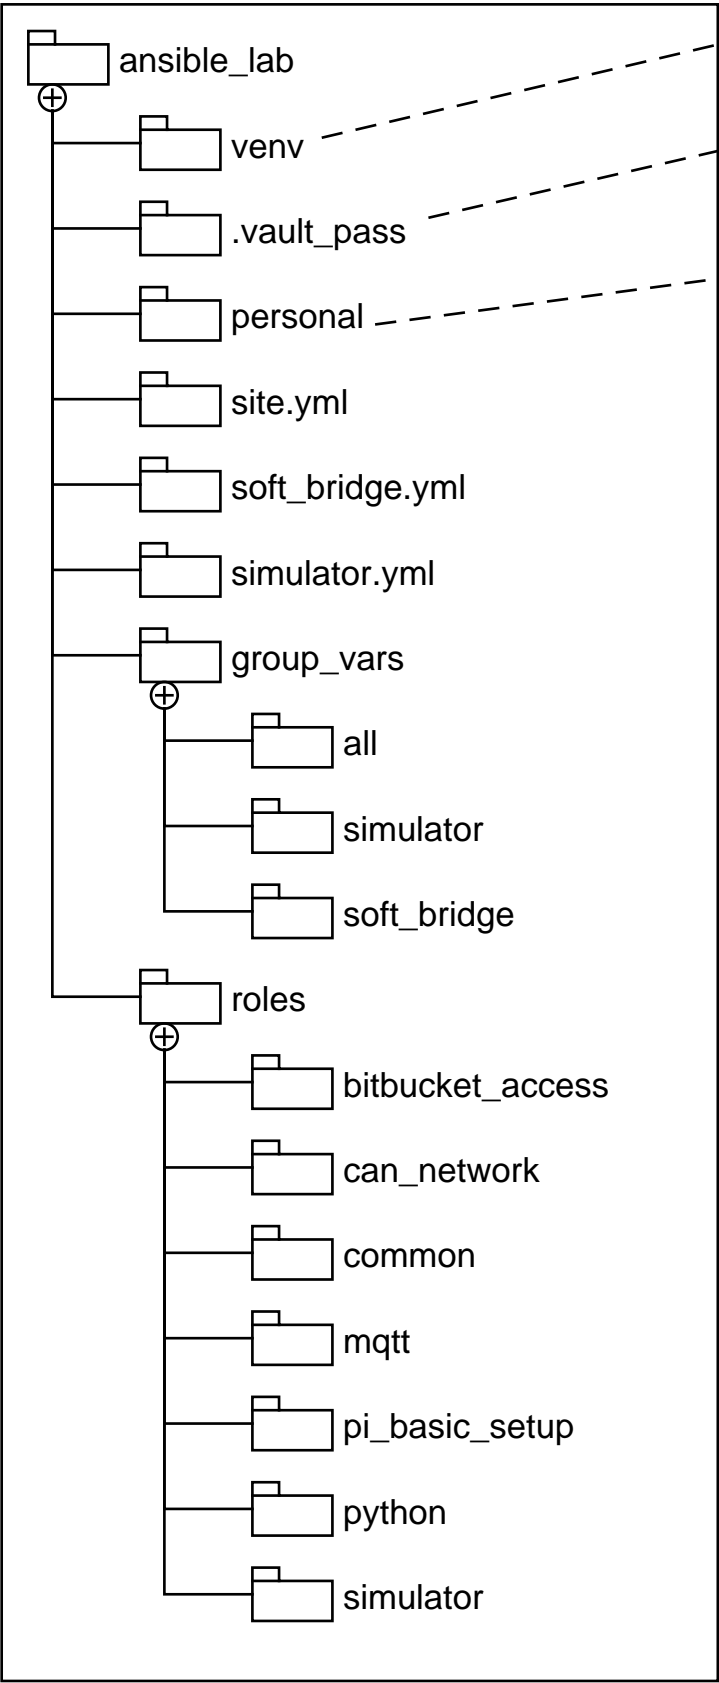 ansible_lab
venv
.vault_pass
personal
site.yml
soft_bridge.yml
simulator.yml
group_vars
all
simulator
soft_bridge
roles
bitbucket_access
can_network
common
mqtt
pi_basic_setup
python
simulator